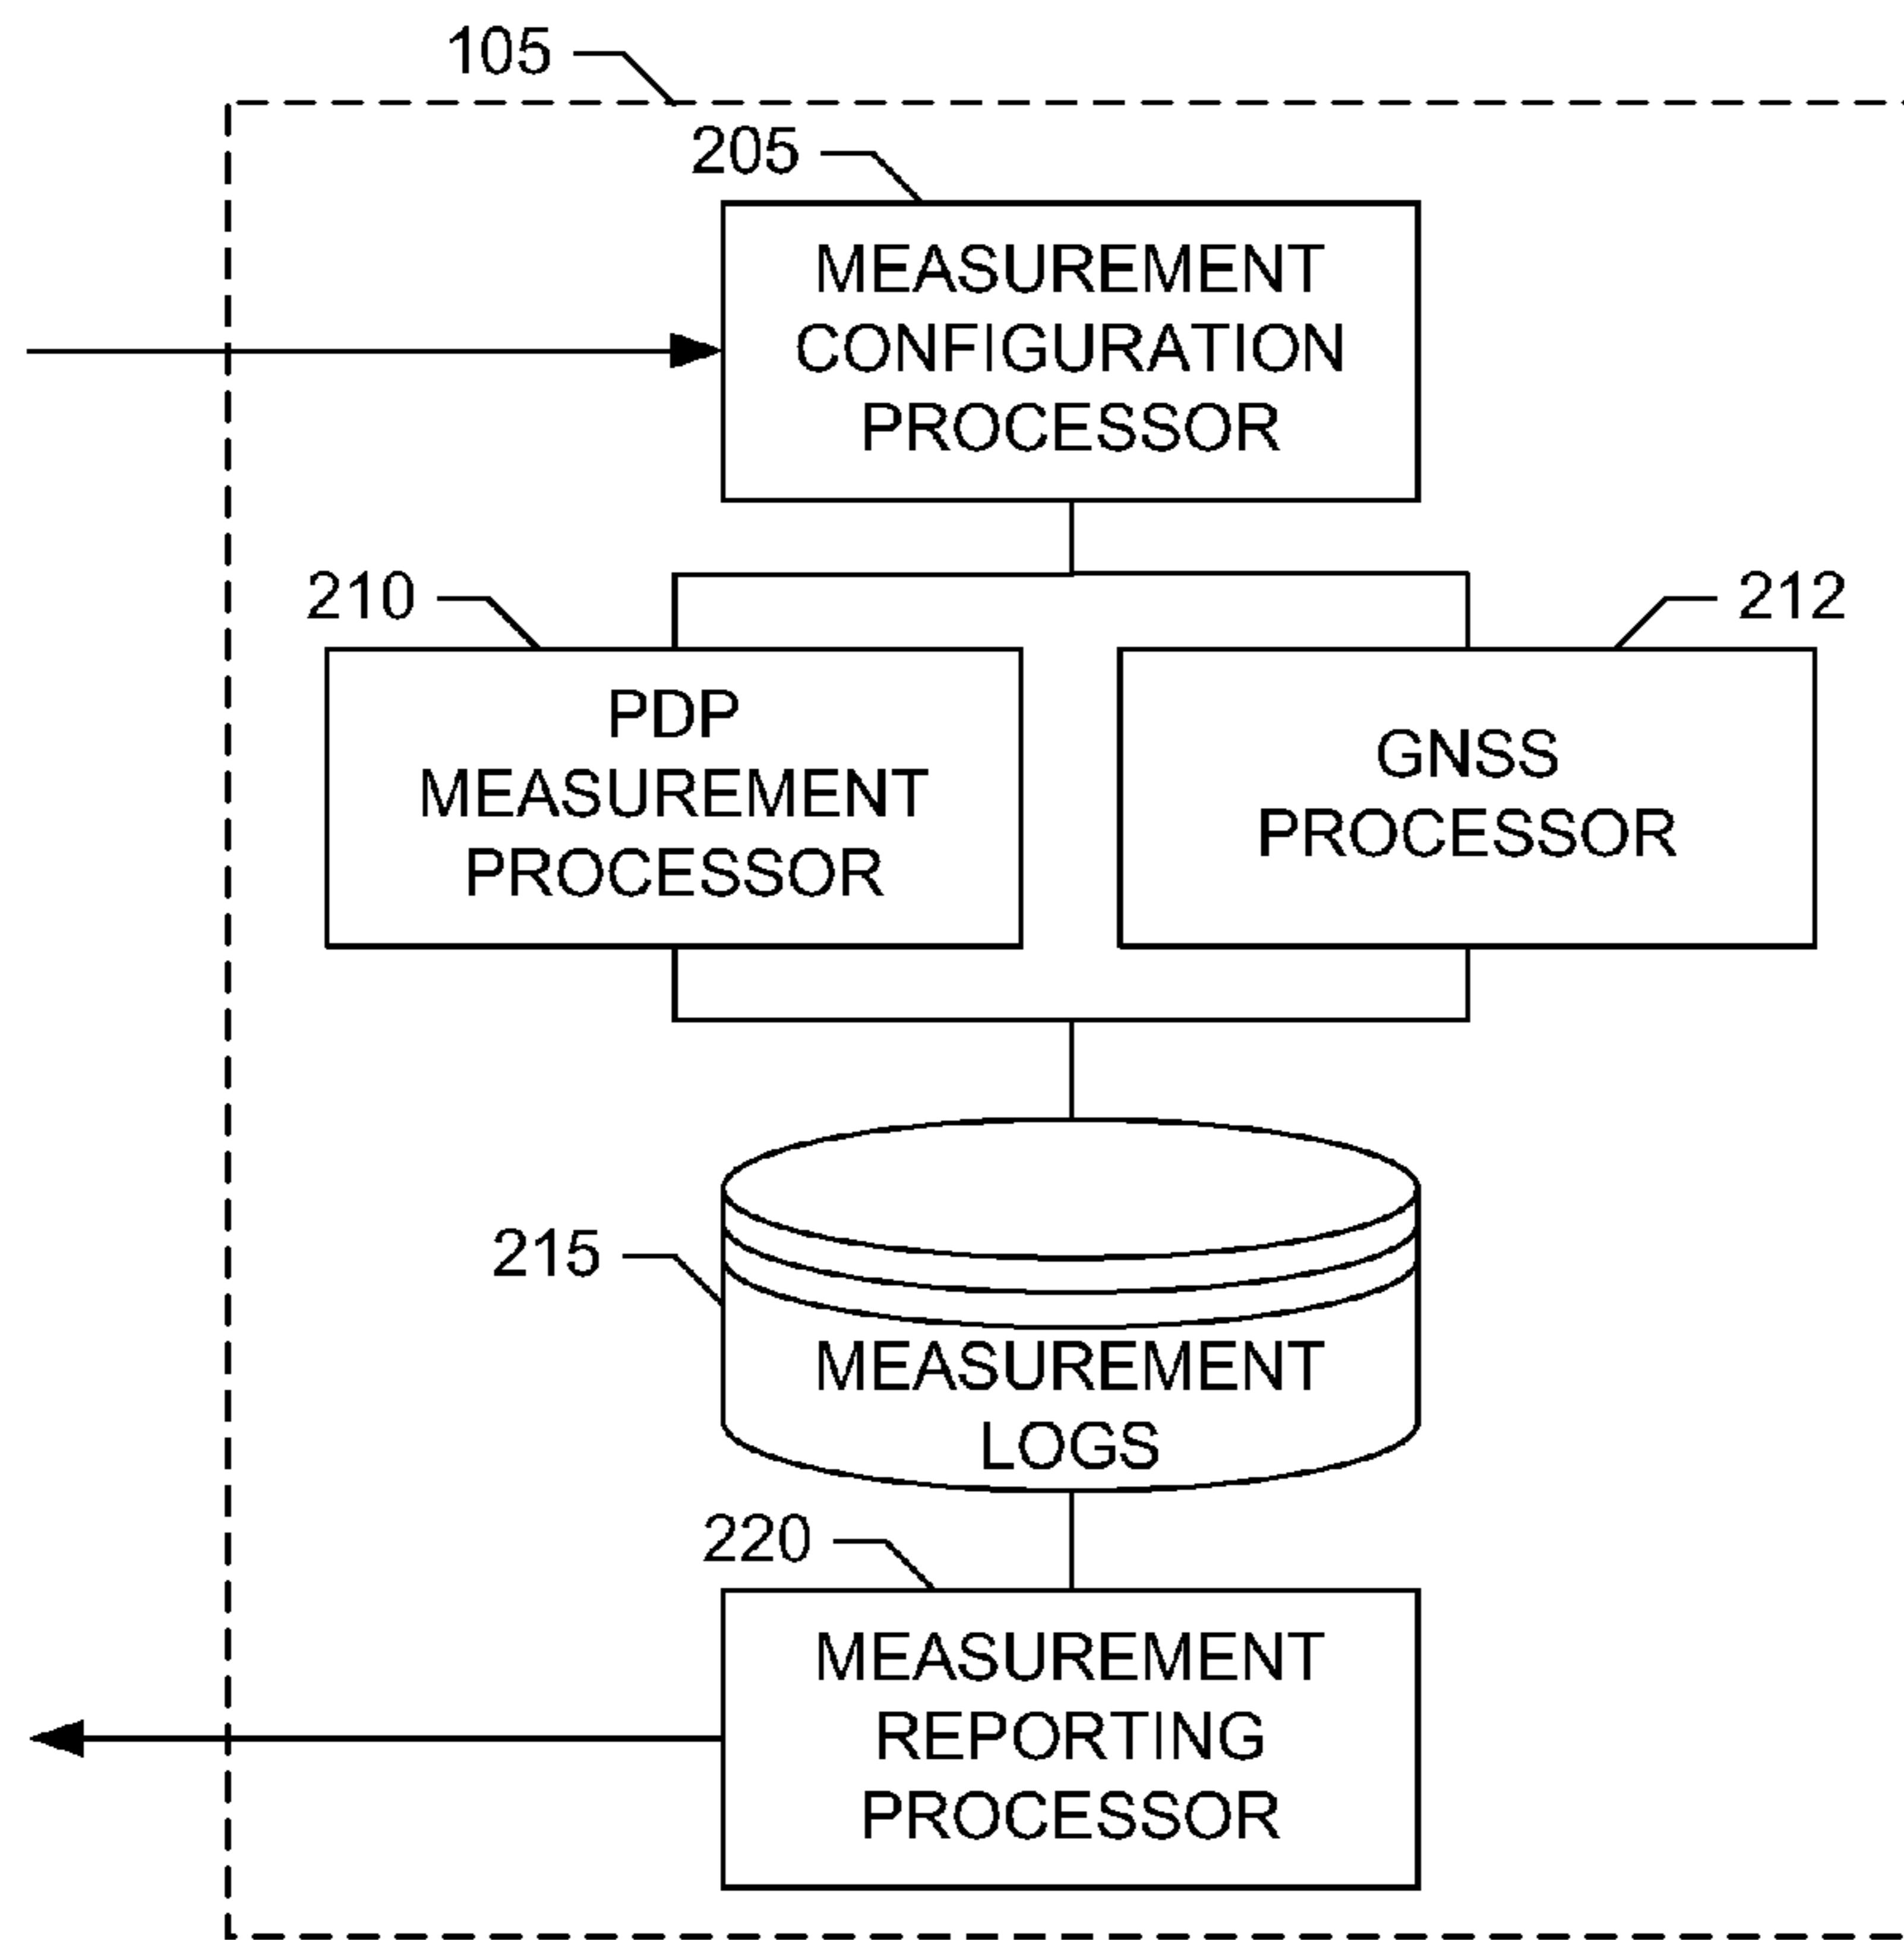 105
205
MEASUREMENT
CONFIGURATION
PROCESSOR
210
212
PDP
MEASUREMENT
PROCESSOR
GNSS
PROCESSOR
215
MEASUREMENT
LOGS
220
MEASUREMENT
REPORTING
PROCESSOR